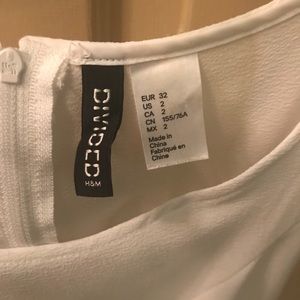 DIVIDED
H&M
EUR 32
US 2
CA 2
CN 155/76A
MX 2
Made in
China
Fabriqué en
Chine